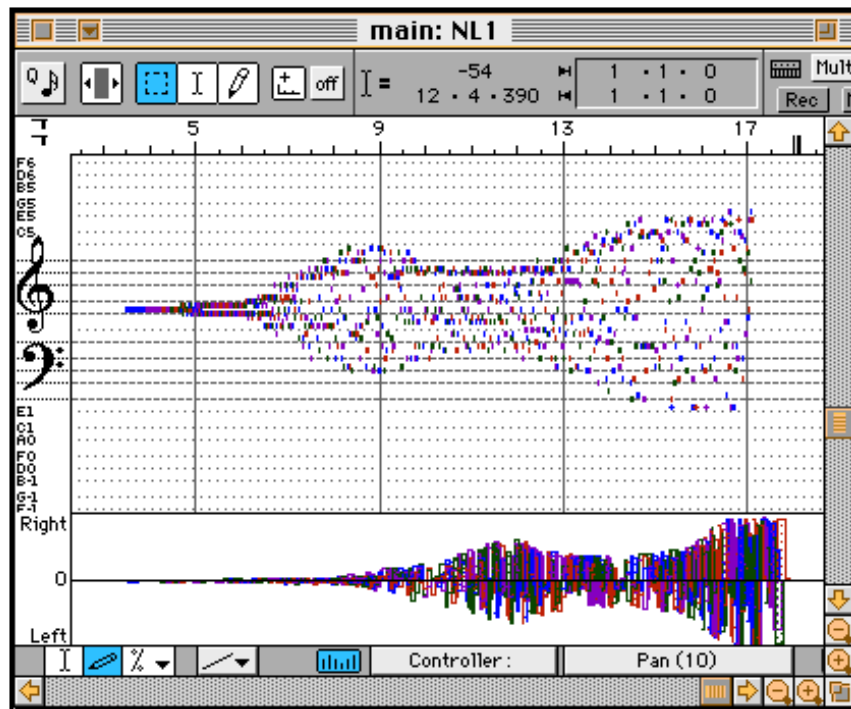 main: NL1
Q
off
= -54
12 · 4 · 390
1 · 1 · 0
1 · 1 · 0
Mult
Rec
5 9 13 17
F6
D6
B5
G5
E5
C5
E1
C1
A0
F0
D0
B-1
G-1
E-1
Right
0
Left
%
Controller :
Pan (10)